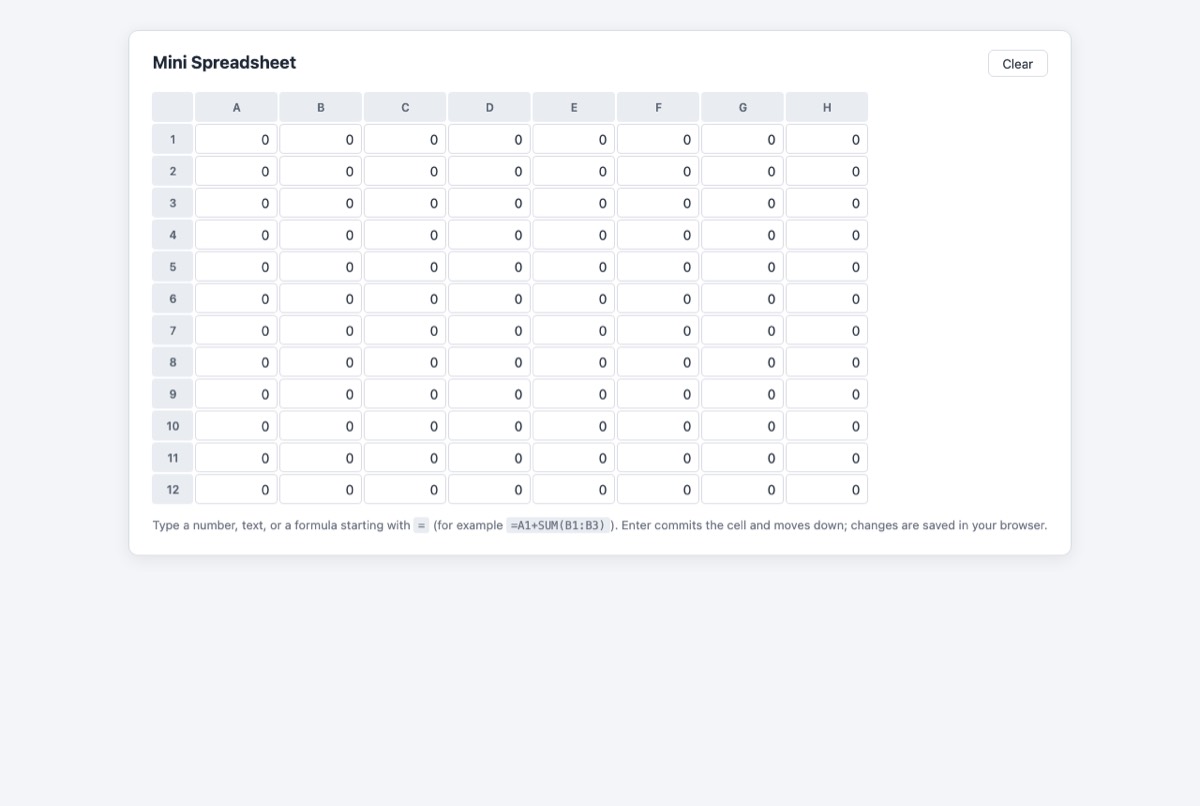 Mini Spreadsheet
Clear
A B C D E F G H
1 0 0 0 0 0 0 0 0
2 0 0 0 0 0 0 0 0
3 0 0 0 0 0 0 0 0
4 0 0 0 0 0 0 0 0
5 0 0 0 0 0 0 0 0
6 0 0 0 0 0 0 0 0
7 0 0 0 0 0 0 0 0
8 0 0 0 0 0 0 0 0
9 0 0 0 0 0 0 0 0
10 0 0 0 0 0 0 0 0
11 0 0 0 0 0 0 0 0
12 0 0 0 0 0 0 0 0
Type a number, text, or a formula starting with = (for example =A1+SUM(B1:B3) ). Enter commits the cell and moves down; changes are saved in your browser.